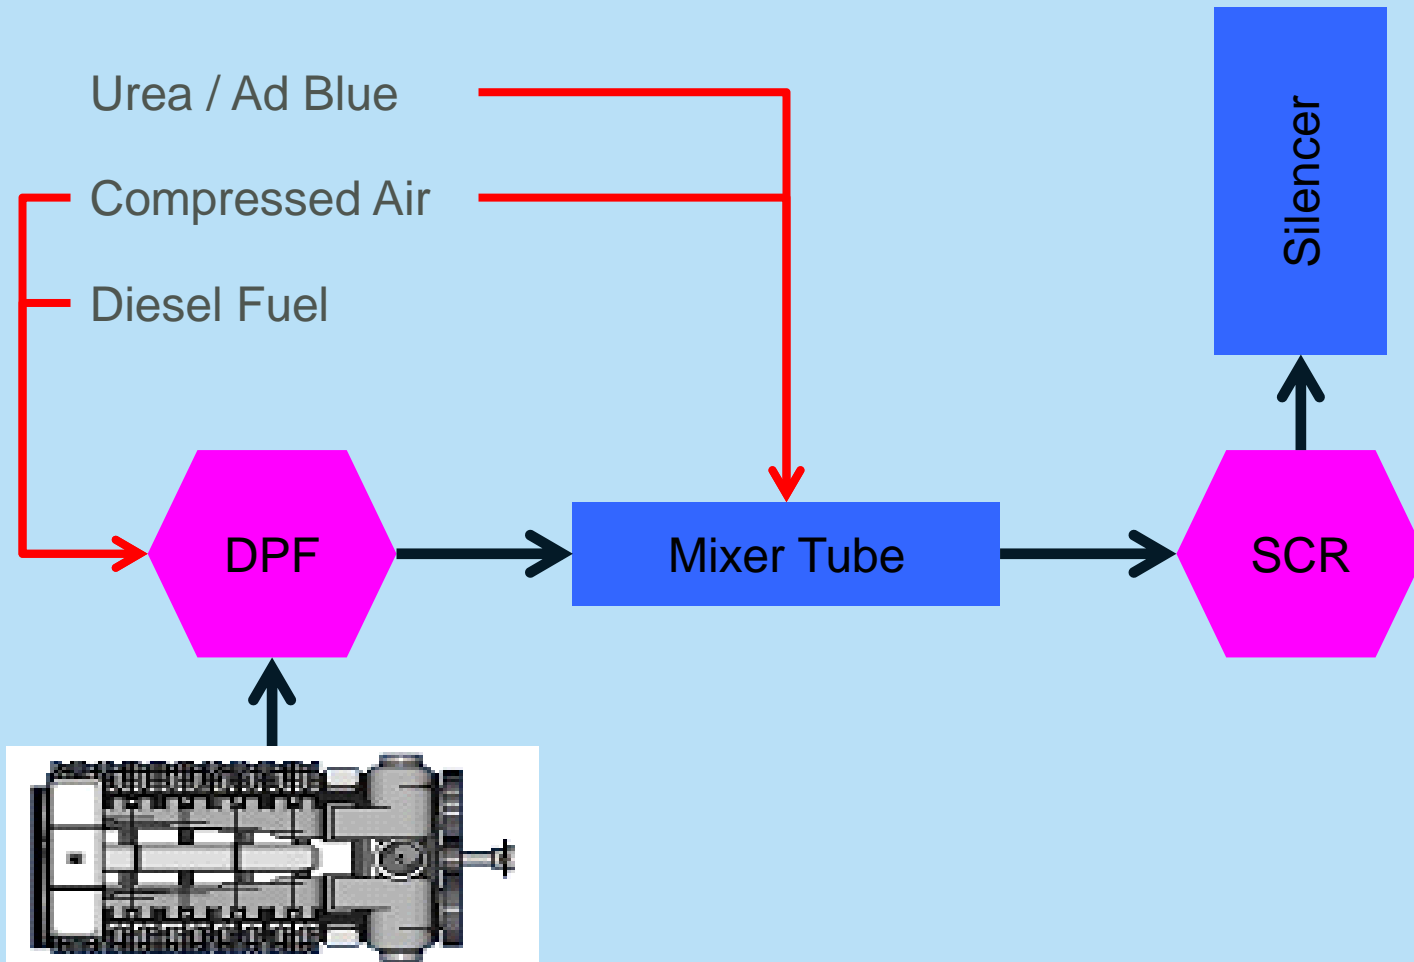 Urea / Ad Blue
Compressed Air
Diesel Fuel
Silencer
DPF
Mixer Tube
SCR